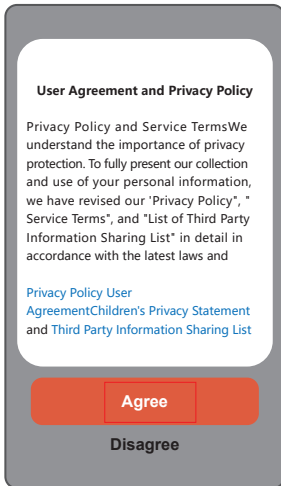 User Agreement and Privacy Policy
Privacy Policy and Service TermsWe
understand the importance of privacy
protection. To fully present our collection
and use of your personal information,
we have revised our 'Privacy Policy", "
Service Terms", and "List of Third Party
Information Sharing List" in detail in
accordance with the latest laws and
Privacy Policy User
AgreementChildren's Privacy Statement
and Third Party Information Sharing List
Agree
Disagree